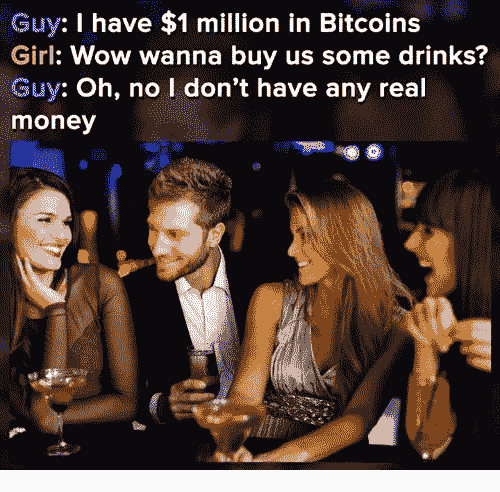 Guy: I have $1 million in Bitcoins
Girl: Wow wanna buy us some drinks?
Guy: Oh, no I don't have any real
money